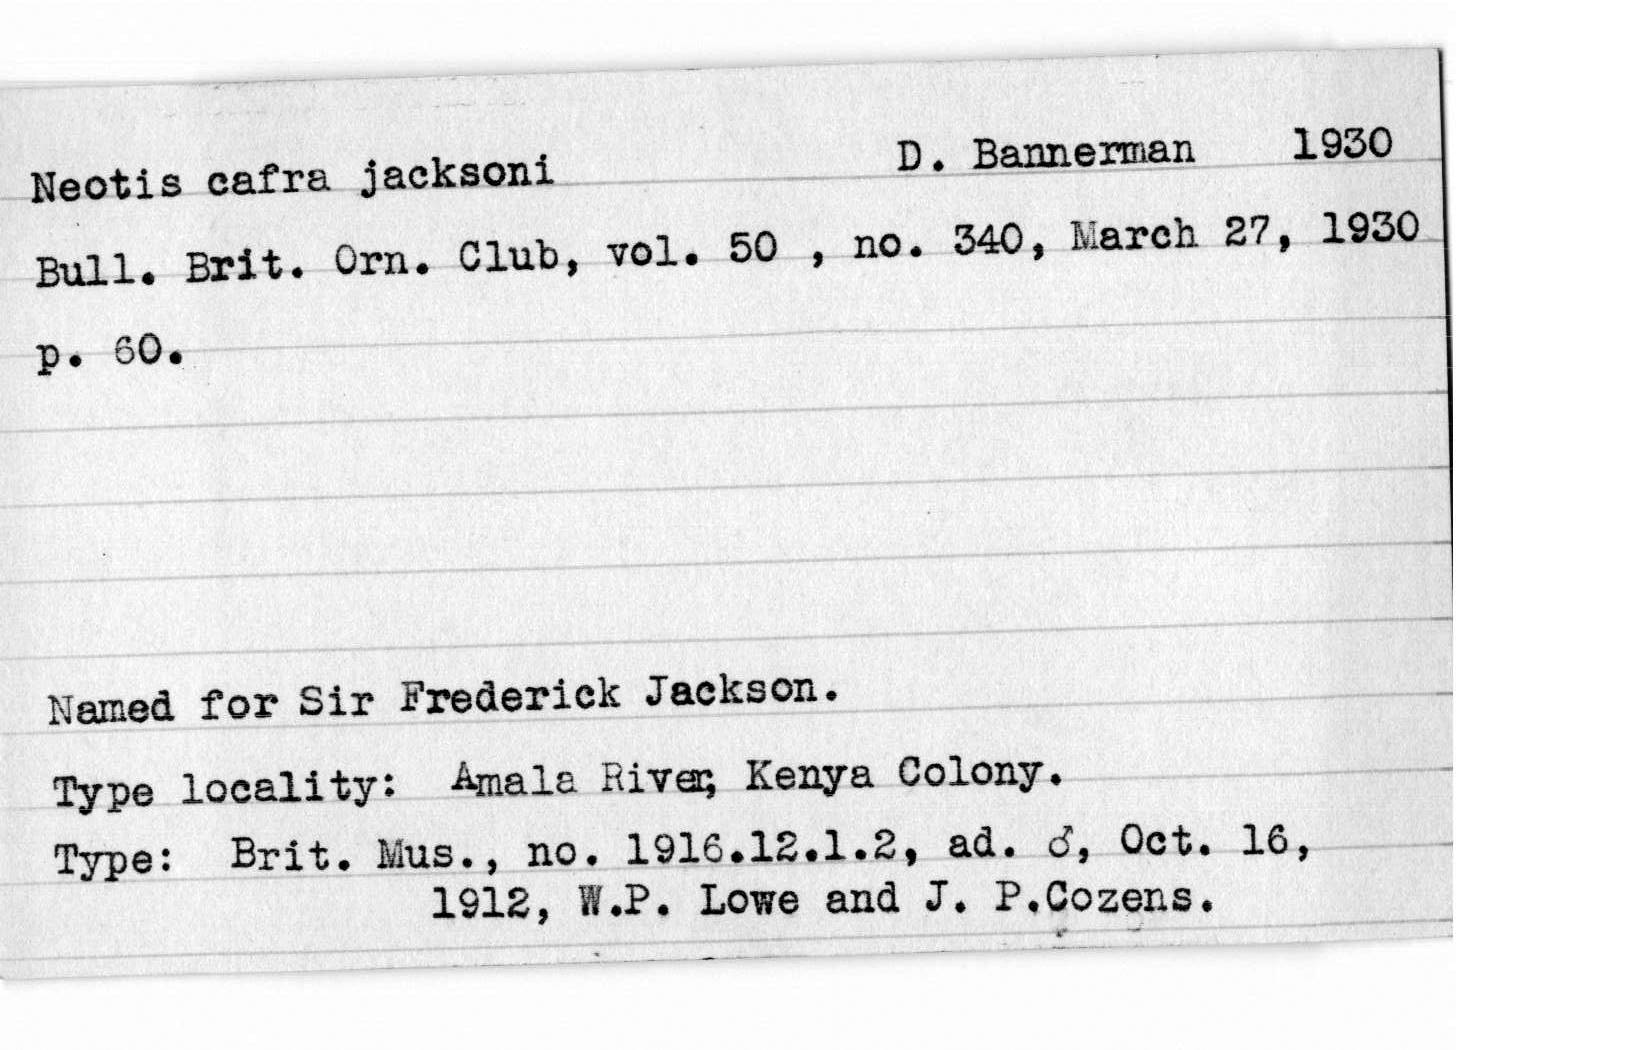 Neotis cafra jacksoni D. Bannerman 1930
Bull. Brit. Orn. Club, vol. 50 , no. 340, March 27, 1930
p. 60.
Named for Sir Frederick Jackson.
Type locality: Amala River, Kenya Colony.
Type: Brit. Mus., no. 1916.12.1.2, ad. ♂, Oct. 16,
1912, W.P. Lowe and J. P.Cozens.